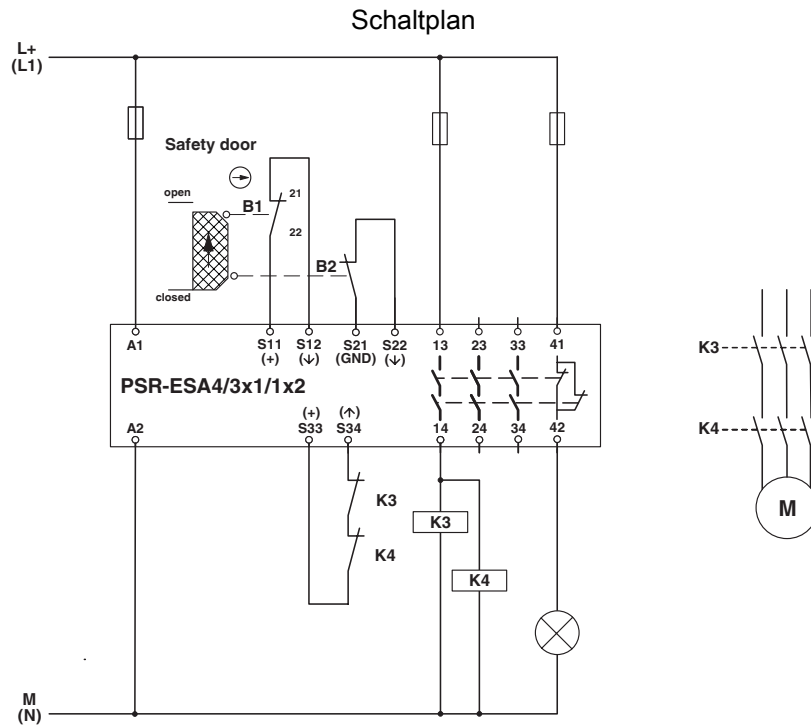 Schaltplan
L+
(L1)
Safety door
open
B1
21
22
B2
closed
A1
S11
(+)
S12
(↓)
S21
(GND)
S22
(↓)
13
23
33
41
PSR-ESA4/3x1/1x2
A2
(+)
S33
(↑)
S34
14
24
34
42
K3
K4
K3
K4
M
(N)
K3
K4
M